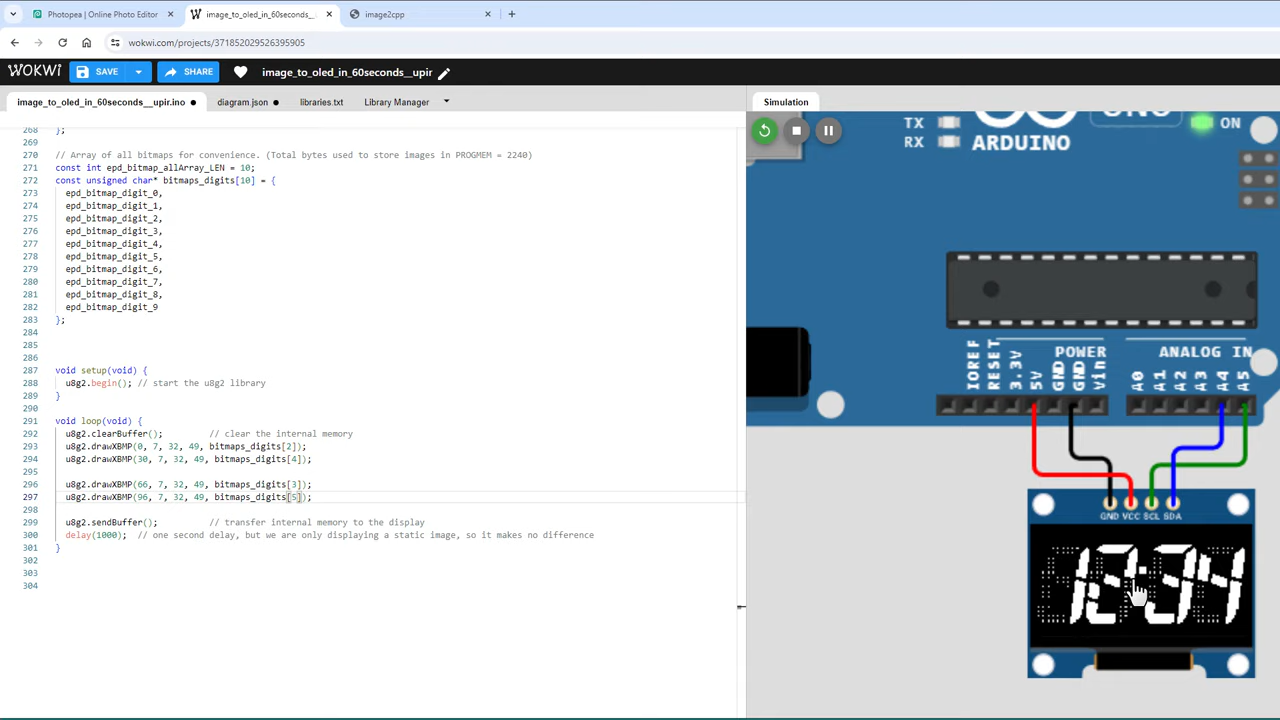 Photopea | Online Photo Editor
image_to_oled_in_60seconds_
image2cpp
wokwi.com/projects/371852029526395905
WOKWI
SAVE
SHARE
image_to_oled_in_60seconds__upir
image_to_oled_in_60seconds__upir.ino
diagram.json
libraries.txt
Library Manager
Simulation
268 };
269
270 // Array of all bitmaps for convenience. (Total bytes used to store images in PROGMEM = 2240)
271 const int epd_bitmap_allArray_LEN = 10;
272 const unsigned char* bitmaps_digits[10] = {
273 epd_bitmap_digit_0,
274 epd_bitmap_digit_1,
275 epd_bitmap_digit_2,
276 epd_bitmap_digit_3,
277 epd_bitmap_digit_4,
278 epd_bitmap_digit_5,
279 epd_bitmap_digit_6,
280 epd_bitmap_digit_7,
281 epd_bitmap_digit_8,
282 epd_bitmap_digit_9
283 };
284
285
286
287 void setup(void) {
288 u8g2.begin(); // start the u8g2 library
289 }
290
291 void loop(void) {
292 u8g2.clearBuffer(); // clear the internal memory
293 u8g2.drawXBMP(0, 7, 32, 49, bitmaps_digits[2]);
294 u8g2.drawXBMP(30, 7, 32, 49, bitmaps_digits[4]);
295
296 u8g2.drawXBMP(66, 7, 32, 49, bitmaps_digits[3]);
297 u8g2.drawXBMP(96, 7, 32, 49, bitmaps_digits[5]);
298
299 u8g2.sendBuffer(); // transfer internal memory to the display
300 delay(1000); // one second delay, but we are only displaying a static image, so it makes no difference
301 }
302
303
304
TX
RX
ARDUINO
ON
IOREF
RESET
3.3V
5V
GND
GND
Vin
POWER
ANALOG IN
A0
A1
A2
A3
A4
A5
GND VCC SCL SDA
12:34